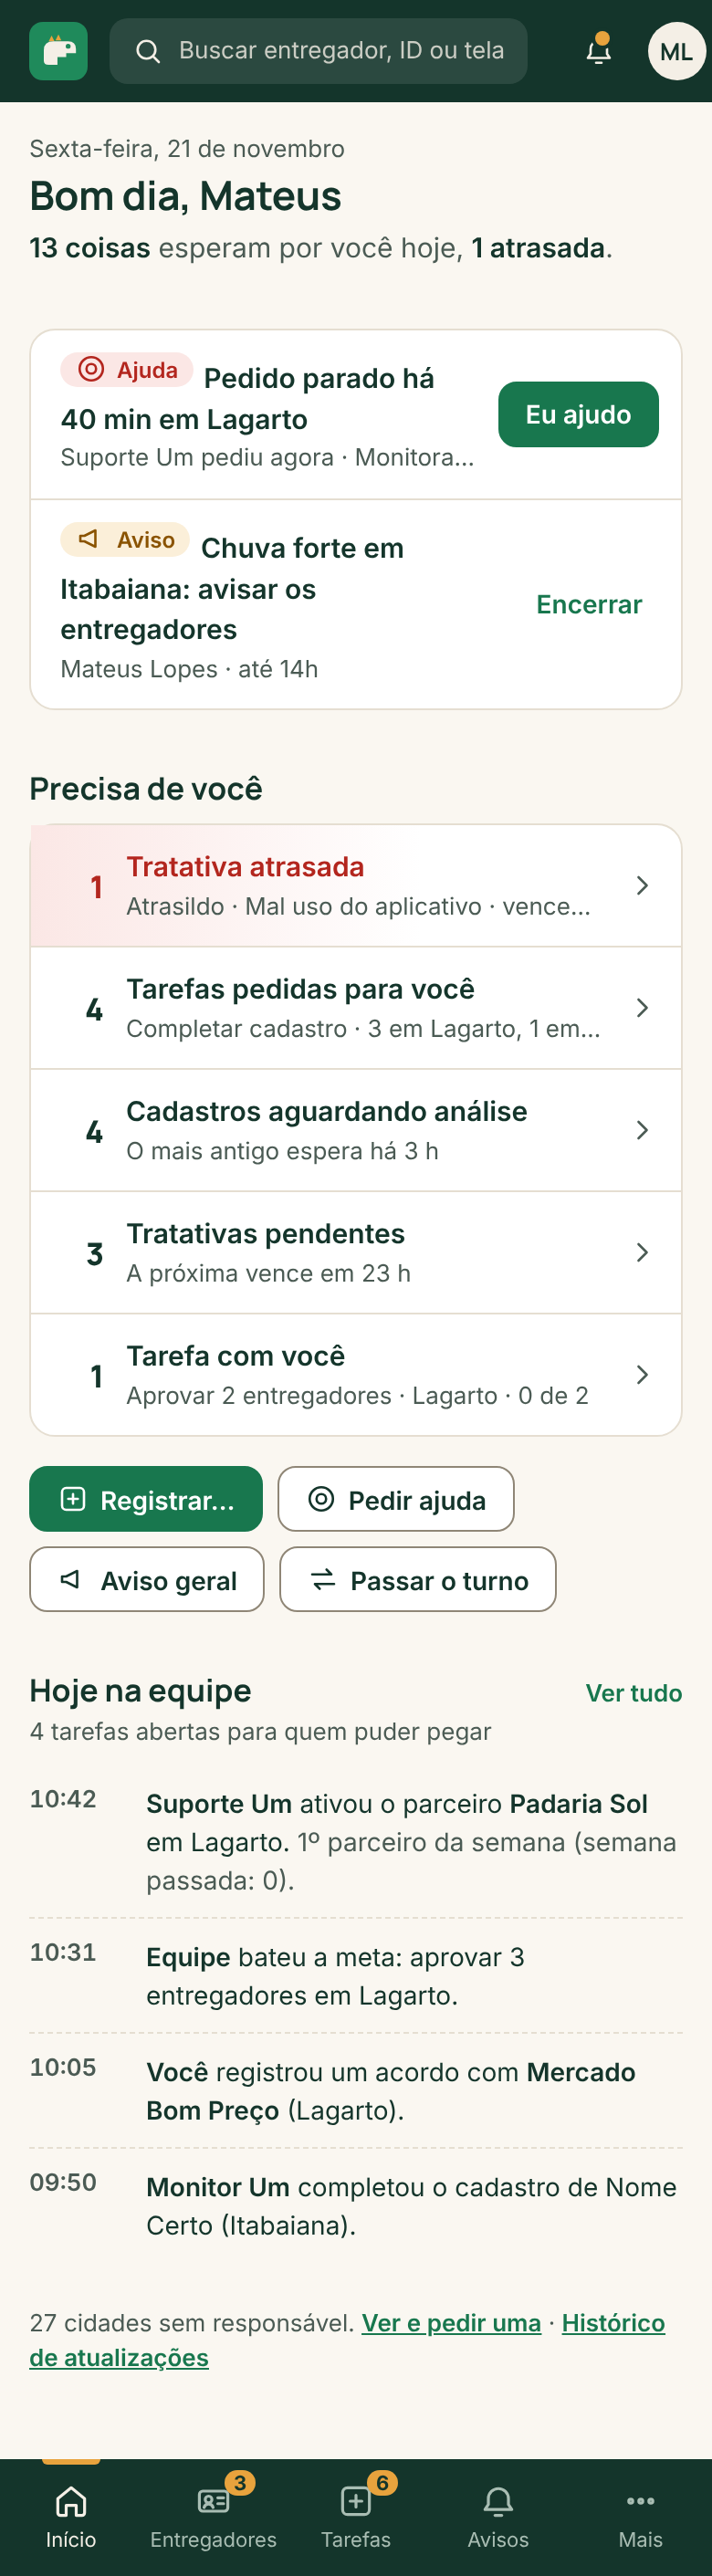 Buscar entregador, ID ou tela
ML
Sexta-feira, 21 de novembro
Bom dia, Mateus
13 coisas esperam por você hoje, 1 atrasada.
Ajuda Pedido parado há
40 min em Lagarto
Suporte Um pediu agora · Monitora...
Eu ajudo
Aviso Chuva forte em
Itabaiana: avisar os
entregadores
Mateus Lopes · até 14h
Encerrar
Precisa de você
1 Tratativa atrasada
Atrasildo · Mal uso do aplicativo · vence...
4 Tarefas pedidas para você
Completar cadastro · 3 em Lagarto, 1 em...
4 Cadastros aguardando análise
O mais antigo espera há 3 h
3 Tratativas pendentes
A próxima vence em 23 h
1 Tarefa com você
Aprovar 2 entregadores · Lagarto · 0 de 2
Registrar... Pedir ajuda
Aviso geral Passar o turno
Hoje na equipe Ver tudo
4 tarefas abertas para quem puder pegar
10:42 Suporte Um ativou o parceiro Padaria Sol
em Lagarto. 1º parceiro da semana (semana
passada: 0).
10:31 Equipe bateu a meta: aprovar 3
entregadores em Lagarto.
10:05 Você registrou um acordo com Mercado
Bom Preço (Lagarto).
09:50 Monitor Um completou o cadastro de Nome
Certo (Itabaiana).
27 cidades sem responsável. Ver e pedir uma · Histórico
de atualizações
3 6
Início Entregadores Tarefas Avisos Mais